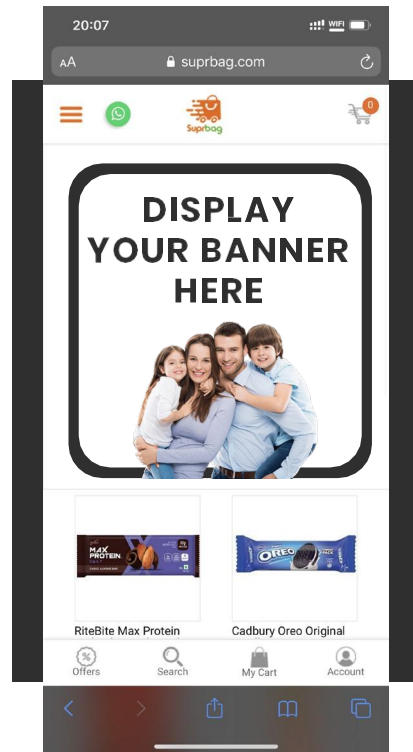 20:07
WIFI
AA
suprbag.com
0
Suprbag
DISPLAY
YOUR BANNER
HERE
MAX
PROTEIN
OREO
RiteBite Max Protein
Cadbury Oreo Original
Offers
Search
My Cart
Account